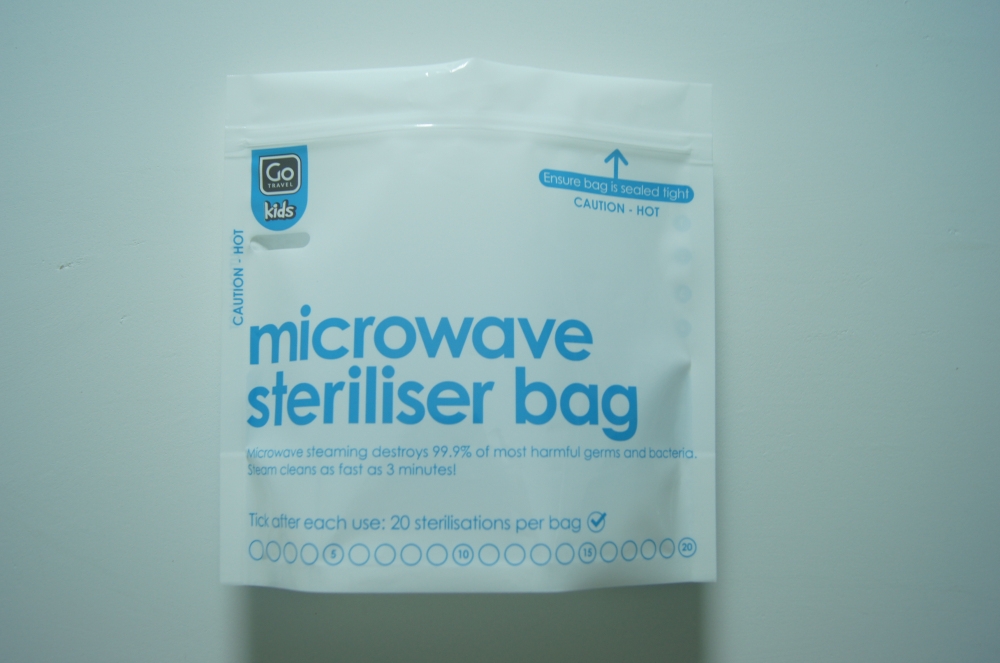 Go
TRAVEL
kids
Ensure bag is sealed tight
CAUTION - HOT
CAUTION - HOT
microwave
steriliser bag
Microwave steaming destroys 99.9% of most harmful germs and bacteria.
Steam cleans as fast as 3 minutes!
Tick after each use: 20 sterilisations per bag
5 10 15 20